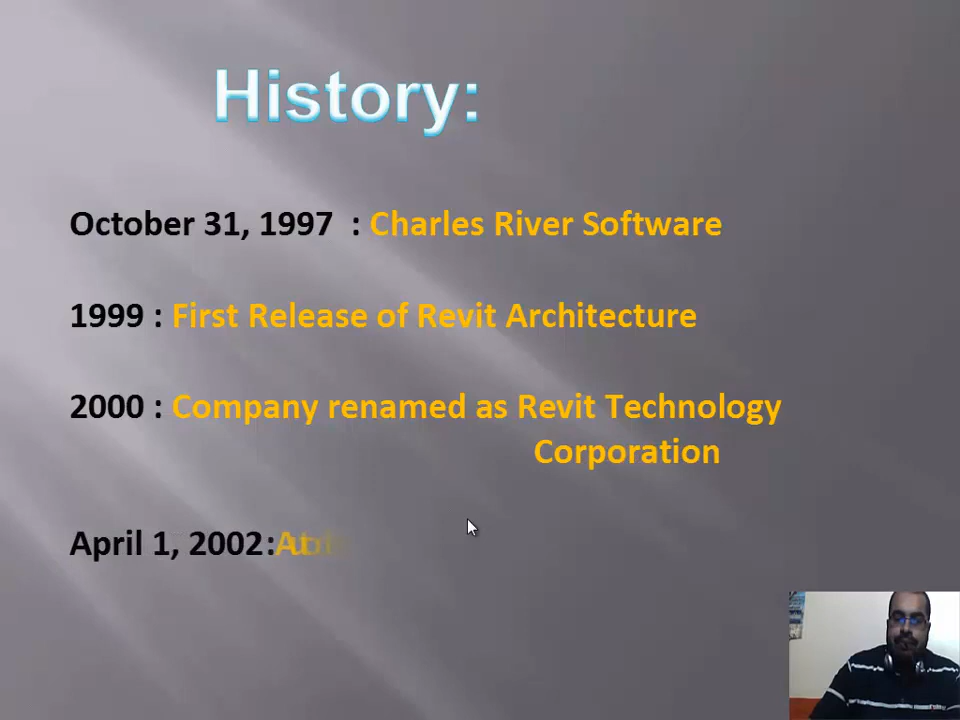 History:
October 31, 1997 : Charles River Software
1999 : First Release of Revit Architecture
2000 : Company renamed as Revit Technology
Corporation
April 1, 2002: